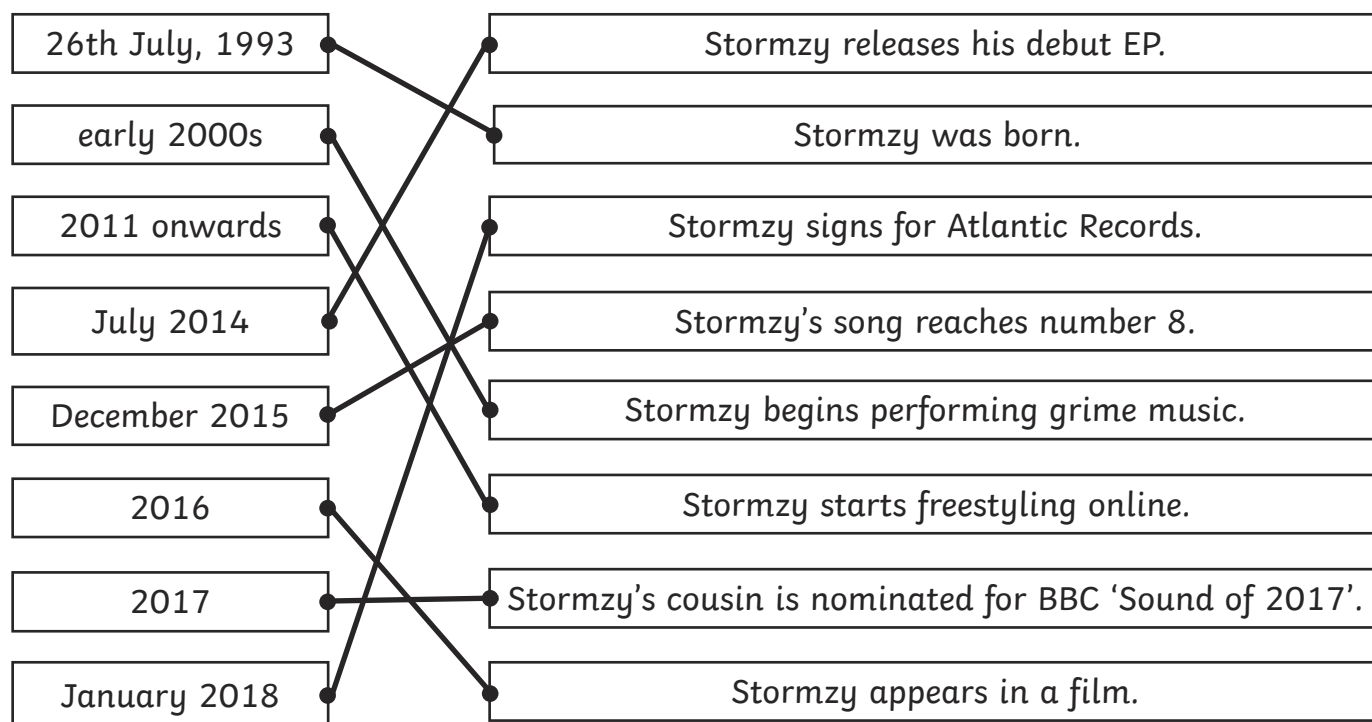 26th July, 1993
Stormzy releases his debut EP.
early 2000s
Stormzy was born.
2011 onwards
Stormzy signs for Atlantic Records.
July 2014
Stormzy’s song reaches number 8.
December 2015
Stormzy begins performing grime music.
2016
Stormzy starts freestyling online.
2017
Stormzy’s cousin is nominated for BBC ‘Sound of 2017’.
January 2018
Stormzy appears in a film.